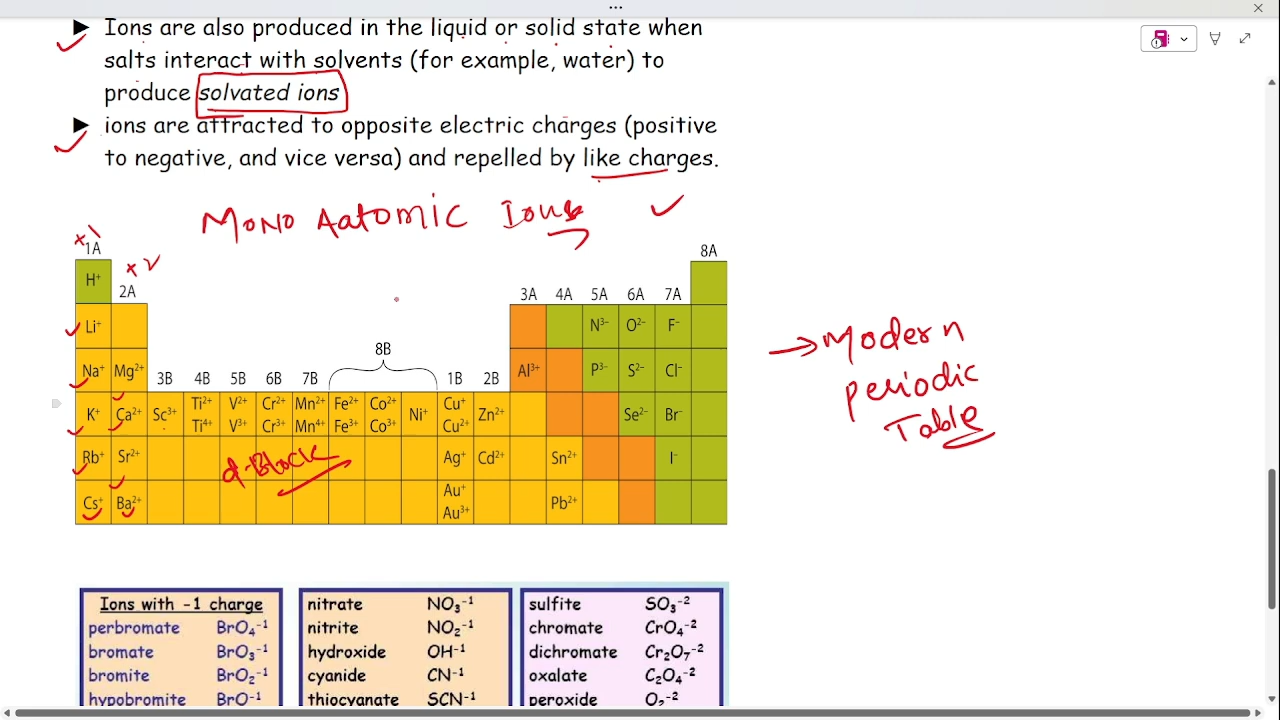 ► Ions are also produced in the liquid or solid state when
salts interact with solvents (for example, water) to
produce solvated ions
► ions are attracted to opposite electric charges (positive
to negative, and vice versa) and repelled by like charges.
Mono Aatomic Ions
+1
1A
+2
2A
8A
H⁺
3A 4A 5A 6A 7A
Li⁺ N³⁻ O²⁻ F⁻
8B
Na⁺ Mg²⁺ 3B 4B 5B 6B 7B 1B 2B Al³⁺ P³⁻ S²⁻ Cl⁻
K⁺ Ca²⁺ Sc³⁺ Ti²⁺ V²⁺ Cr²⁺ Mn²⁺ Fe²⁺ Co²⁺ Ni⁺ Cu⁺ Zn²⁺ Se²⁻ Br⁻
Ti⁴⁺ V³⁺ Cr³⁺ Mn⁴⁺ Fe³⁺ Co³⁺ Cu²⁺
Rb⁺ Sr²⁺ Ag⁺ Cd²⁺ Sn²⁺ I⁻
d-Block
Cs⁺ Ba²⁺ Au⁺ Pb²⁺
Au³⁺
→ Modern
periodic
Table
Ions with -1 charge
perbromate BrO₄⁻¹
bromate BrO₃⁻¹
bromite BrO₂⁻¹
hypobromite BrO⁻¹
nitrate NO₃⁻¹
nitrite NO₂⁻¹
hydroxide OH⁻¹
cyanide CN⁻¹
thiocyanate SCN⁻¹
sulfite SO₃⁻²
chromate CrO₄⁻²
dichromate Cr₂O₇⁻²
oxalate C₂O₄⁻²
peroxide O₂⁻²